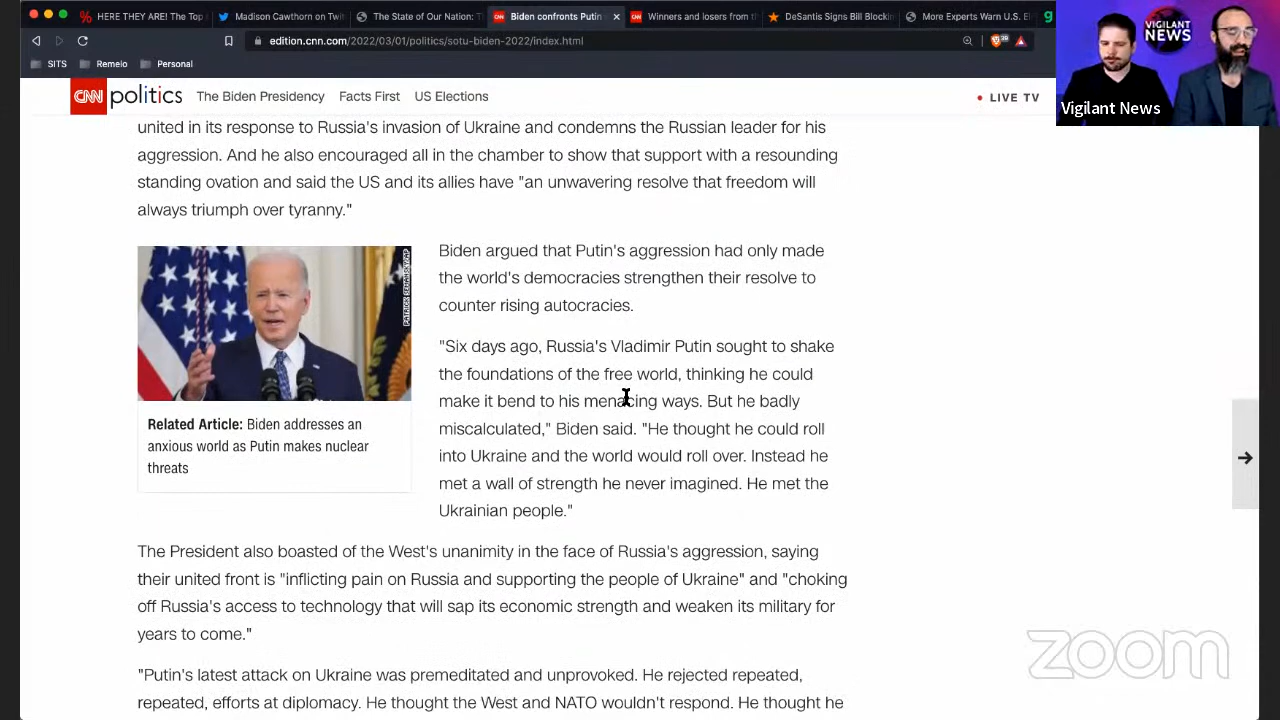 HERE THEY ARE! The Top
Madison Cawthorn on Twi
The State of Our Nation: T
Biden confronts Putin
Winners and losers from th
DeSantis Signs Bill Blockin
More Experts Warn U.S. El
edition.cnn.com/2022/03/01/politics/sotu-biden-2022/index.html
39
SITS
Remeio
Personal
VIGILANT
NEWS
Vigilant News
CNN politics
The Biden Presidency
Facts First
US Elections
LIVE TV
united in its response to Russia's invasion of Ukraine and condemns the Russian leader for his
aggression. And he also encouraged all in the chamber to show that support with a resounding
standing ovation and said the US and its allies have "an unwavering resolve that freedom will
always triumph over tyranny."
Related Article: Biden addresses an
anxious world as Putin makes nuclear
threats
Biden argued that Putin's aggression had only made
the world's democracies strengthen their resolve to
counter rising autocracies.
"Six days ago, Russia's Vladimir Putin sought to shake
the foundations of the free world, thinking he could
make it bend to his menacing ways. But he badly
miscalculated," Biden said. "He thought he could roll
into Ukraine and the world would roll over. Instead he
met a wall of strength he never imagined. He met the
Ukrainian people."
The President also boasted of the West's unanimity in the face of Russia's aggression, saying
their united front is "inflicting pain on Russia and supporting the people of Ukraine" and "choking
off Russia's access to technology that will sap its economic strength and weaken its military for
years to come."
"Putin's latest attack on Ukraine was premeditated and unprovoked. He rejected repeated,
repeated, efforts at diplomacy. He thought the West and NATO wouldn't respond. He thought he
zoom